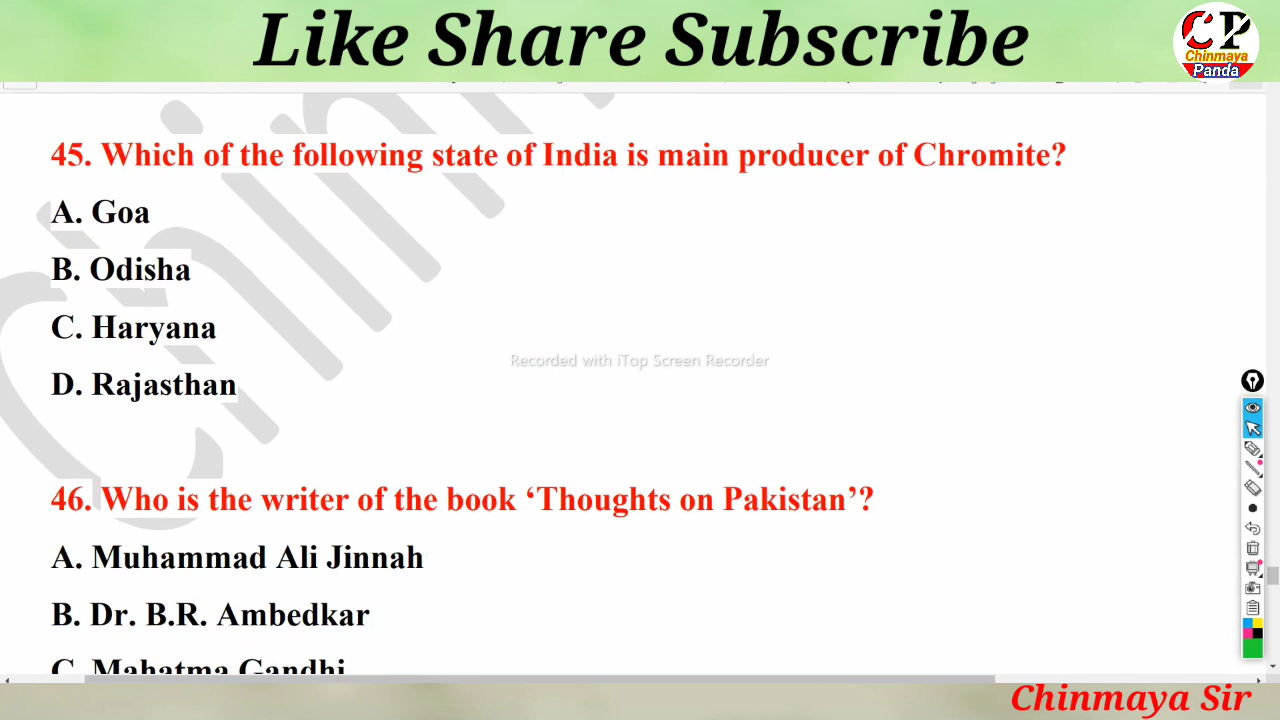 Like Share Subscribe
CP
Chinmaya
Panda
45. Which of the following state of India is main producer of Chromite?
A. Goa
B. Odisha
C. Haryana
D. Rajasthan
Recorded with iTop Screen Recorder
46. Who is the writer of the book ‘Thoughts on Pakistan’?
A. Muhammad Ali Jinnah
B. Dr. B.R. Ambedkar
C. Mahatma Gandhi
Chinmaya Sir